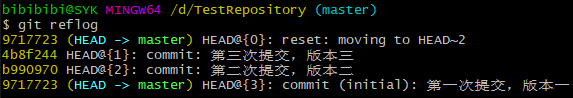 bibibibi@SYK MINGW64 /d/TestRepository (master)
$ git reflog
9717723 (HEAD -> master) HEAD@{0}: reset: moving to HEAD~2
4b8f244 HEAD@{1}: commit: 第三次提交，版本三
b990970 HEAD@{2}: commit: 第二次提交，版本二
9717723 (HEAD -> master) HEAD@{3}: commit (initial): 第一次提交，版本一